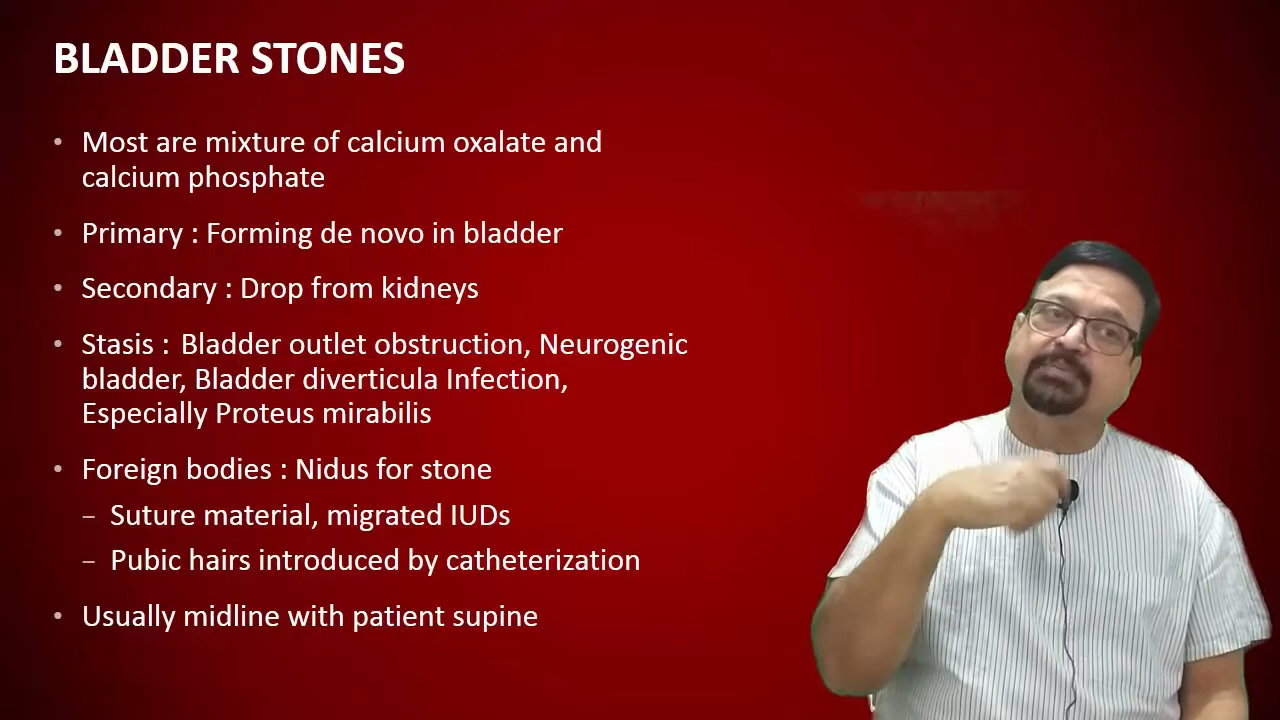 BLADDER STONES
• Most are mixture of calcium oxalate and
calcium phosphate
• Primary : Forming de novo in bladder
• Secondary : Drop from kidneys
• Stasis : Bladder outlet obstruction, Neurogenic
bladder, Bladder diverticula Infection,
Especially Proteus mirabilis
• Foreign bodies : Nidus for stone
– Suture material, migrated IUDs
– Pubic hairs introduced by catheterization
• Usually midline with patient supine